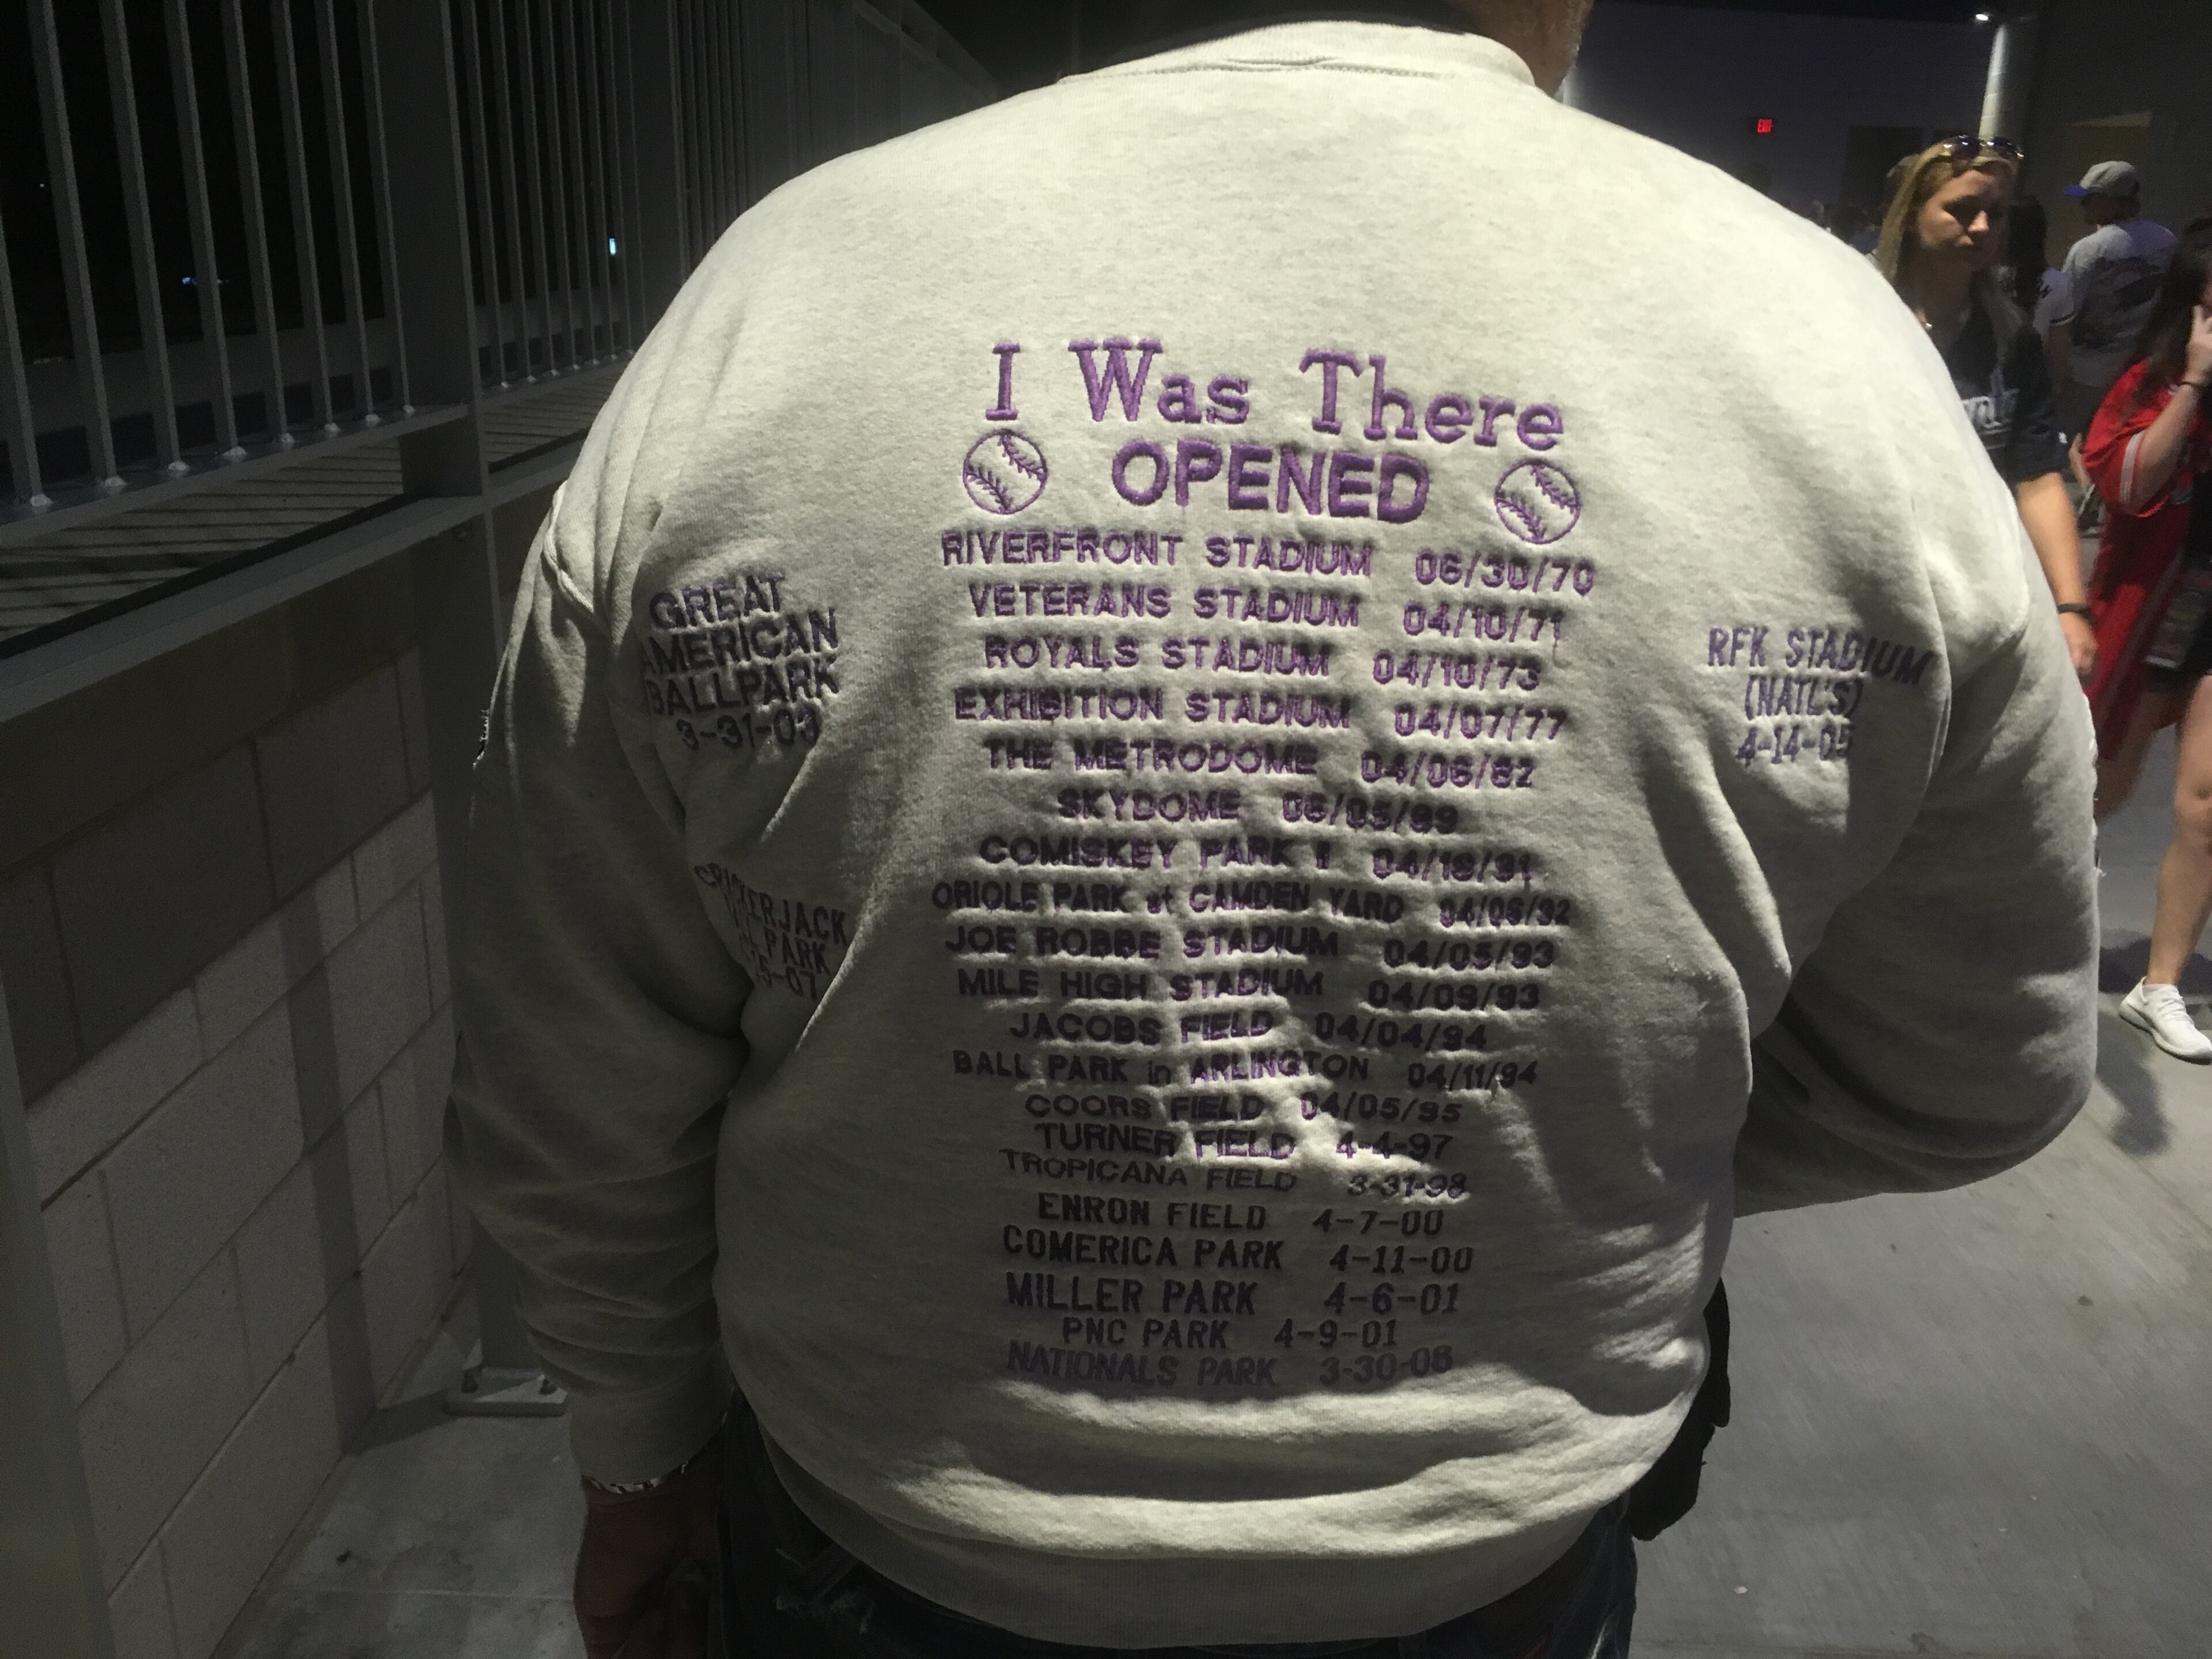 I Was There
OPENED
RIVERFRONT STADIUM 06/30/70
VETERANS STADIUM 04/10/71
ROYALS STADIUM 04/10/73
EXHIBITION STADIUM 04/07/77
THE METRODOME 04/06/82
SKYDOME 06/05/89
COMISKEY PARK II 04/18/91
ORIOLE PARK at CAMDEN YARD 04/06/92
JOE ROBBE STADIUM 04/05/93
MILE HIGH STADIUM 04/09/93
JACOBS FIELD 04/04/94
BALL PARK in ARLINGTON 04/11/94
COORS FIELD 04/05/95
TURNER FIELD 4-4-97
TROPICANA FIELD 3-31-98
ENRON FIELD 4-7-00
COMERICA PARK 4-11-00
MILLER PARK 4-6-01
PNC PARK 4-9-01
NATIONALS PARK 3-30-08
GREAT
AMERICAN
BALLPARK
3-31-03
CRACKERJACK
PARK
RFK STADIUM
(NATL'S)
4-14-05
EXIT